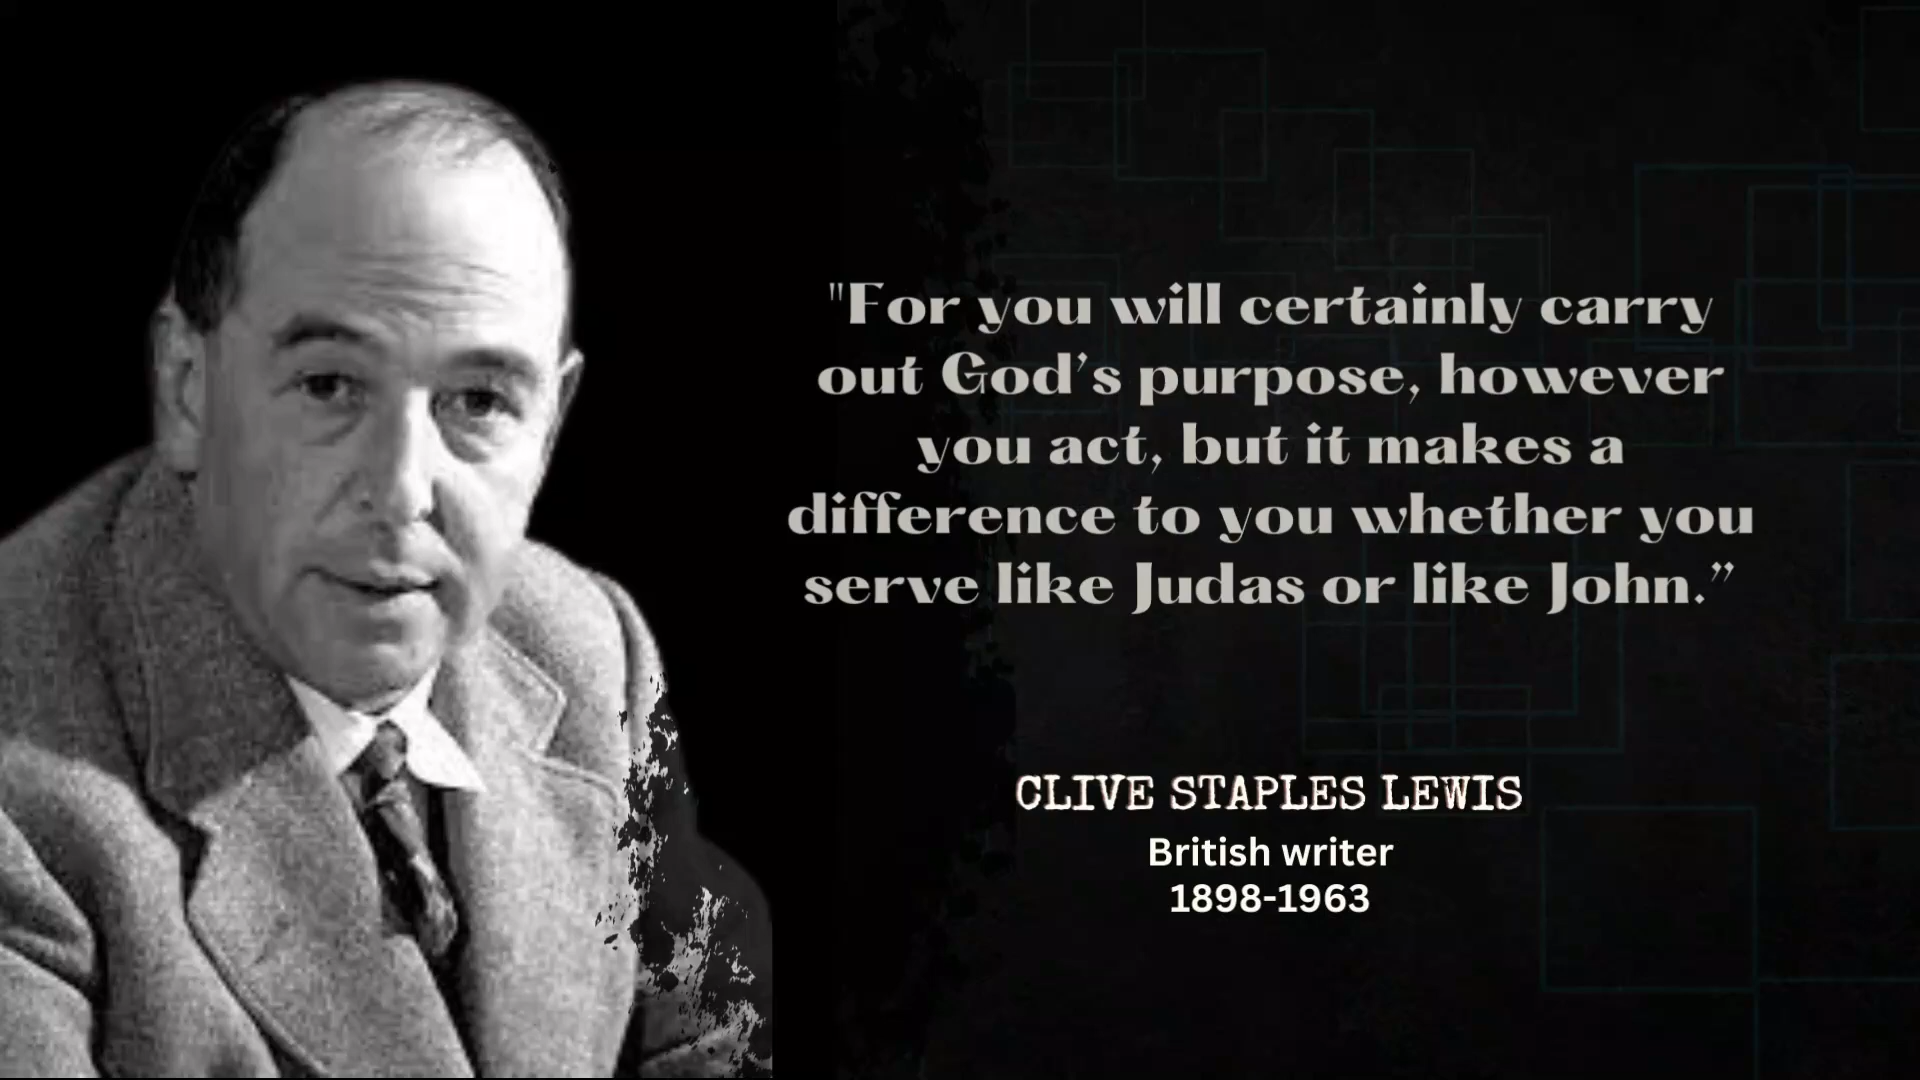 "For you will certainly carry
out God’s purpose, however
you act, but it makes a
difference to you whether you
serve like Judas or like John.”
CLIVE STAPLES LEWIS
British writer
1898-1963